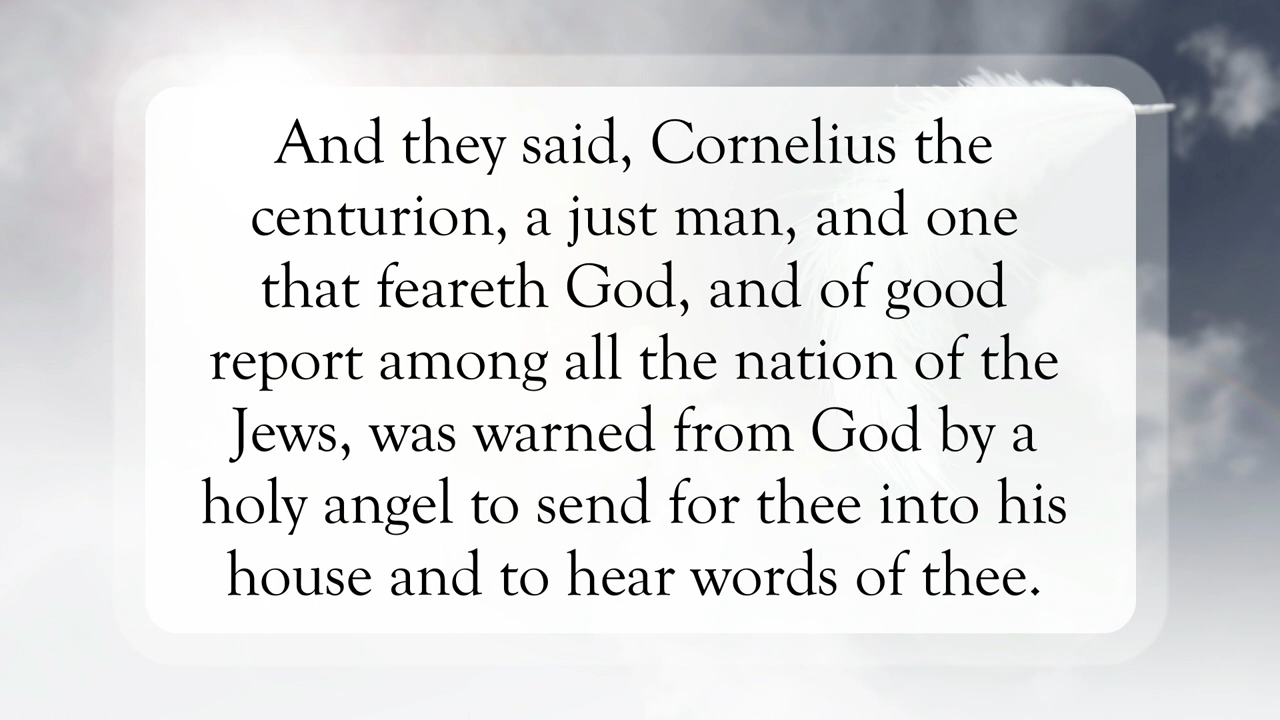 And they said, Cornelius the
centurion, a just man, and one
that feareth God, and of good
report among all the nation of the
Jews, was warned from God by a
holy angel to send for thee into his
house and to hear words of thee.